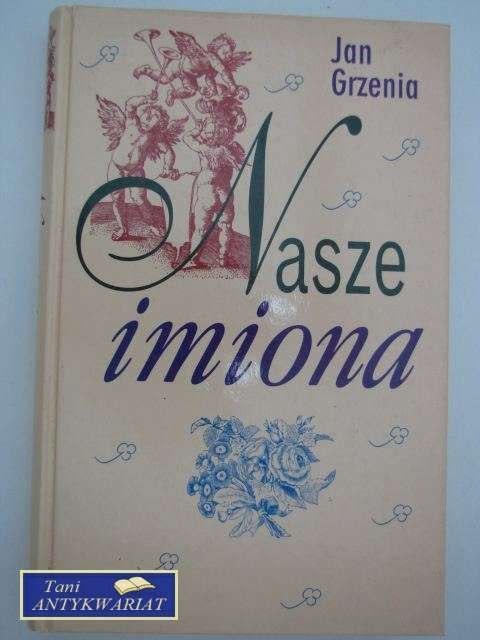 Jan
Grzenia
Nasze
imiona
Tani
ANTYKWARIAT